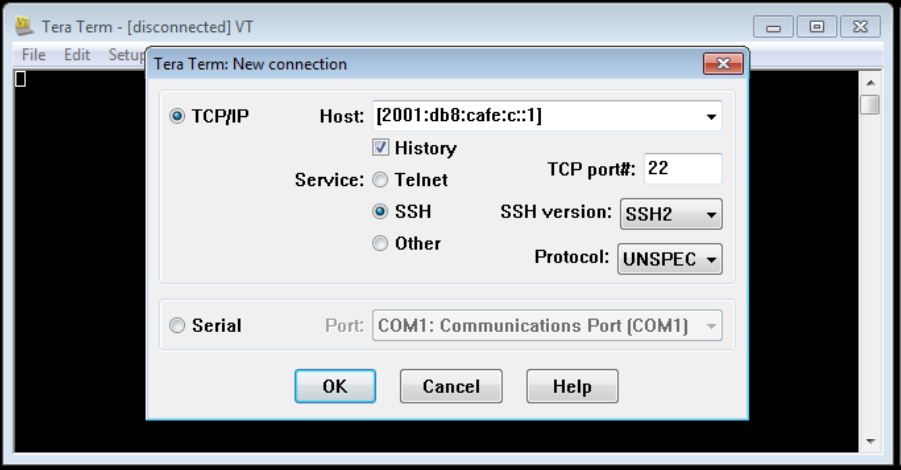 Tera Term - [disconnected] VT
File Edit Setup
Tera Term: New connection
TCP/IP Host: [2001:db8:cafe:c::1]
History
Service: Telnet TCP port#: 22
SSH SSH version: SSH2
Other Protocol: UNSPEC
Serial Port: COM1: Communications Port (COM1)
OK Cancel Help